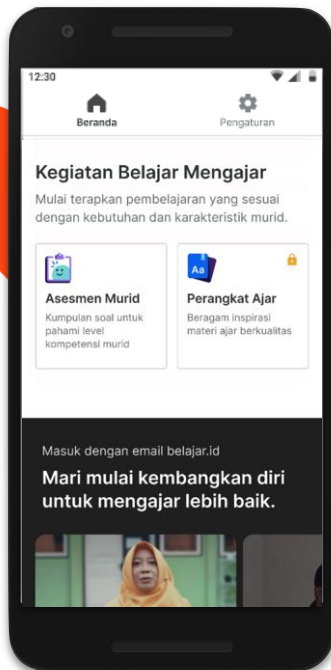 12:30
Beranda
Pengaturan
Kegiatan Belajar Mengajar
Mulai terapkan pembelajaran yang sesuai
dengan kebutuhan dan karakteristik murid.
Asesmen Murid
Kumpulan soal untuk
pahami level
kompetensi murid
Aa
Perangkat Ajar
Beragam inspirasi
materi ajar berkualitas
Masuk dengan email belajar.id
Mari mulai kembangkan diri
untuk mengajar lebih baik.